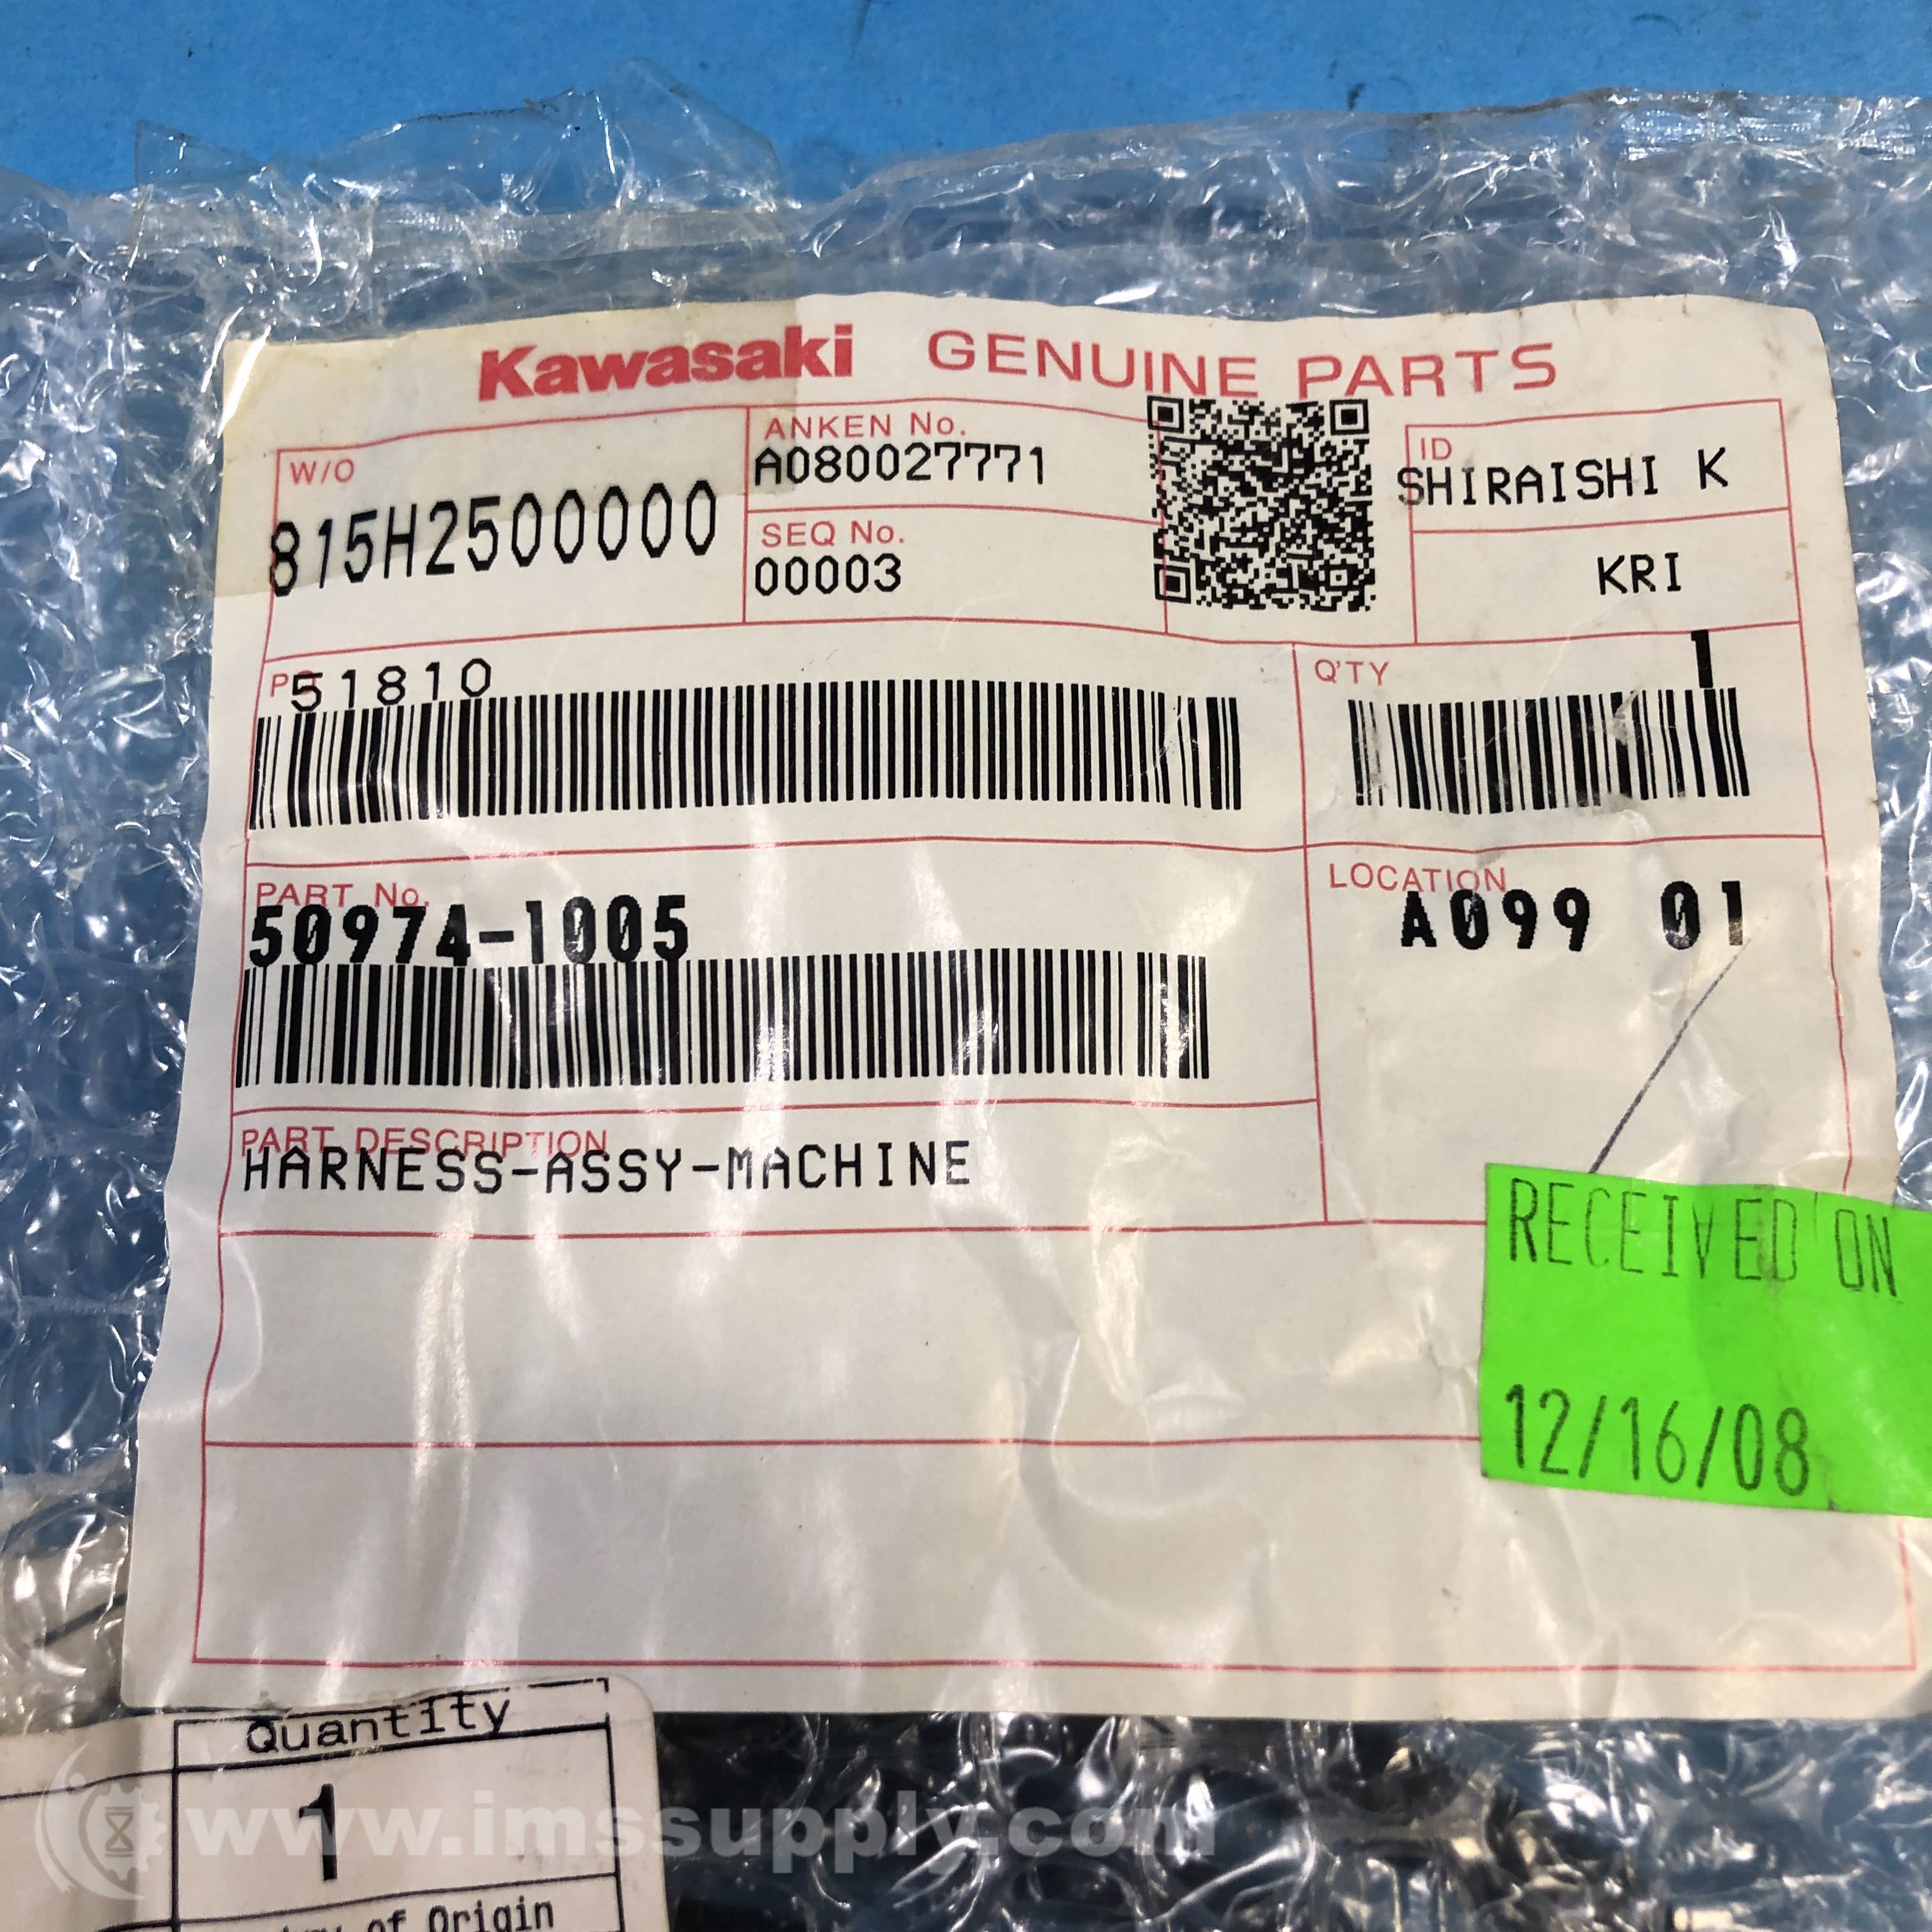 Kawasaki GENUINE PARTS
W/O
815H2500000
ANKEN No.
A080027771
SEQ No.
00003
ID
SHIRAISHI K
KRI
51810
Q'TY
1
PART No.
50974-1005
LOCATION
A099 01
PART DESCRIPTION
HARNESS-ASSY-MACHINE
RECEIVED ON
12/16/08
Quantity
1
of Origin
www.imssupply.com